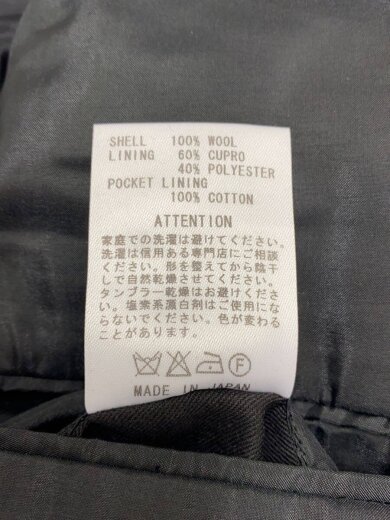 SHELL 100% WOOL
LINING 60% CUPRO
40% POLYESTER
POCKET LINING
100% COTTON
ATTENTION
家庭での洗濯は避けてください。
洗濯は信用ある専門店にご相談
ください。形を整えてから陰干
しで自然乾燥させてください。
タンブラー乾燥はお避けくださ
い。塩素系漂白剤はご使用にな
らないでください。色が変わる
ことがあります。
F
MADE IN JAPAN